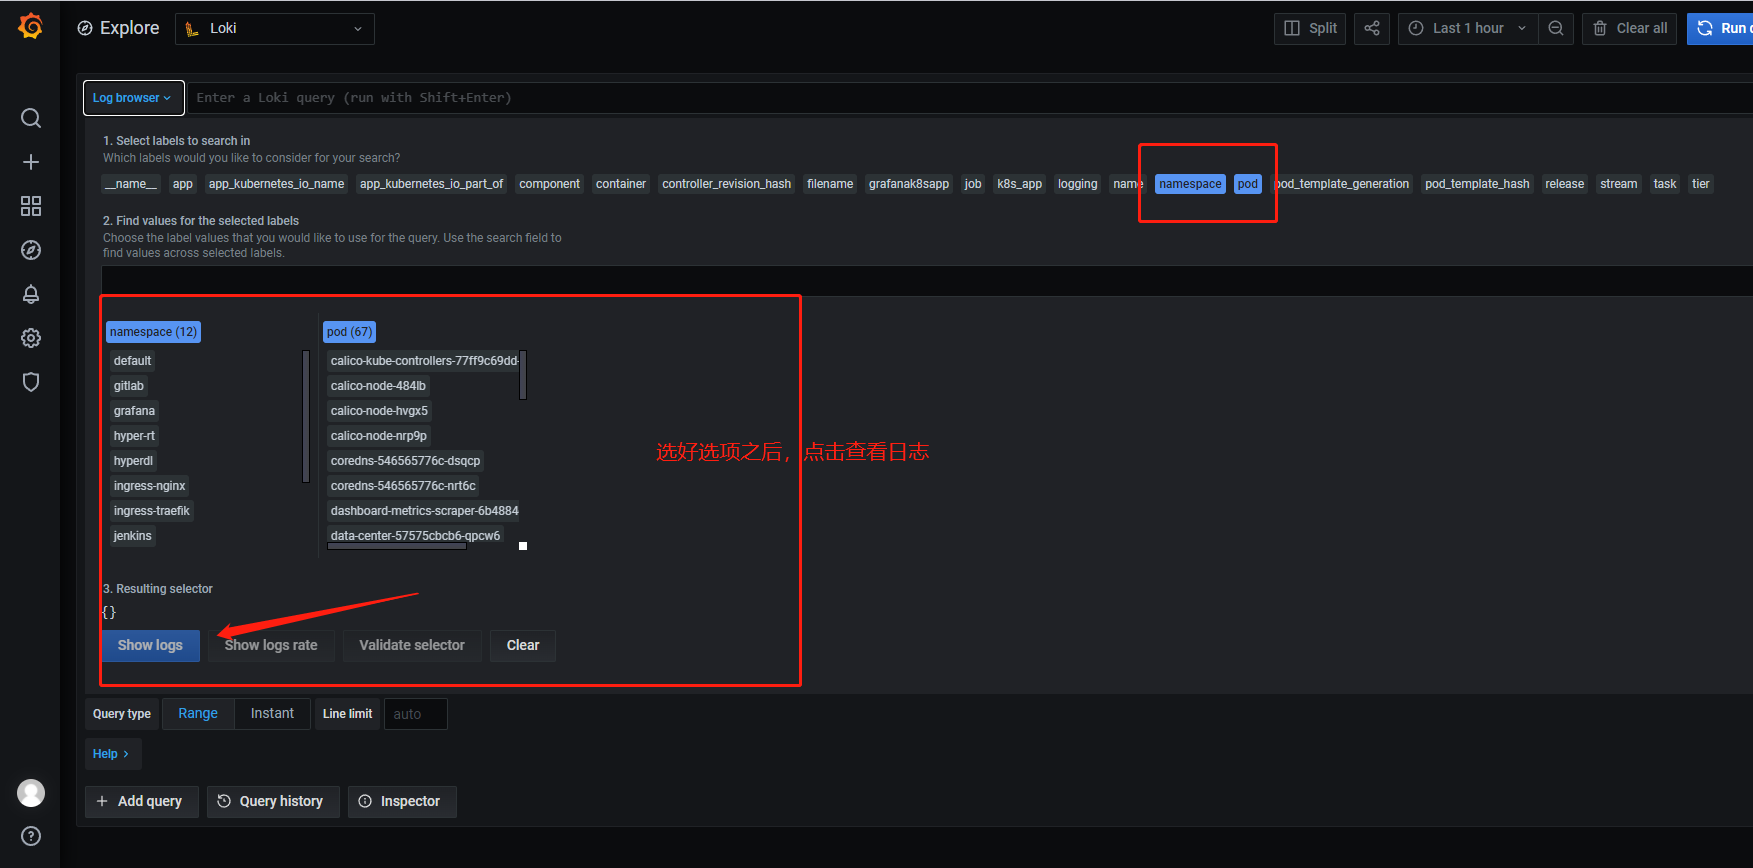 Explore
Loki
Split
Last 1 hour
Clear all
Run
Log browser
Enter a Loki query (run with Shift+Enter)
1. Select labels to search in
Which labels would you like to consider for your search?
__name__ app app_kubernetes_io_name app_kubernetes_io_part_of component container controller_revision_hash filename grafanak8sapp job k8s_app logging name namespace pod pod_template_generation pod_template_hash release stream task tier
2. Find values for the selected labels
Choose the label values that you would like to use for the query. Use the search field to
find values across selected labels.
namespace (12)
default
gitlab
grafana
hyper-rt
hyperdl
ingress-nginx
ingress-traefik
jenkins
pod (67)
calico-kube-controllers-77ff9c69dd-
calico-node-484lb
calico-node-hvgx5
calico-node-nrp9p
coredns-546565776c-dsqcp
coredns-546565776c-nrt6c
dashboard-metrics-scraper-6b4884
data-center-57575cbcb6-qpcw6
选好选项之后，点击查看日志
3. Resulting selector
{}
Show logs
Show logs rate
Validate selector
Clear
Query type
Range
Instant
Line limit
auto
Help
Add query
Query history
Inspector